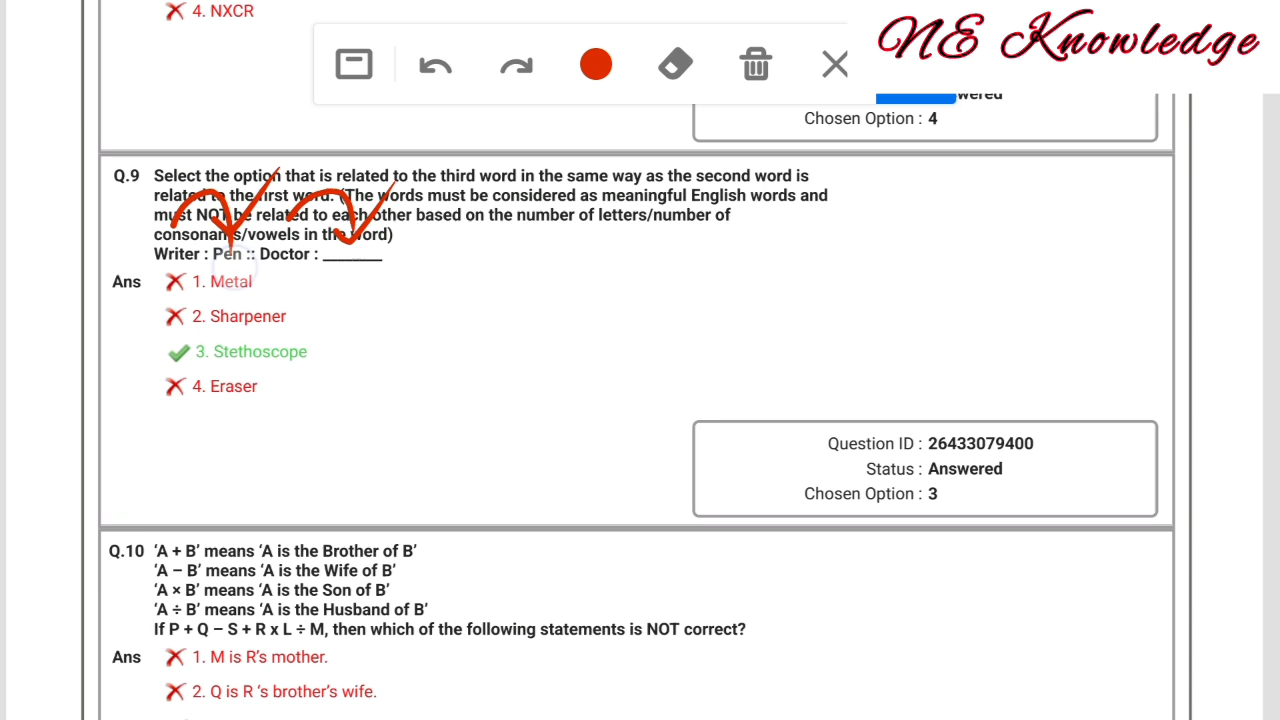 4. NXCR
NE Knowledge
wered
Chosen Option : 4
Q.9 Select the option that is related to the third word in the same way as the second word is
related to the first word. (The words must be considered as meaningful English words and
must NOT be related to each other based on the number of letters/number of
consonants/vowels in the word)
Writer : Pen :: Doctor : ________
Ans 1. Metal
2. Sharpener
3. Stethoscope
4. Eraser
Question ID : 26433079400
Status : Answered
Chosen Option : 3
Q.10 ‘A + B’ means ‘A is the Brother of B’
‘A – B’ means ‘A is the Wife of B’
‘A × B’ means ‘A is the Son of B’
‘A ÷ B’ means ‘A is the Husband of B’
If P + Q – S + R x L ÷ M, then which of the following statements is NOT correct?
Ans 1. M is R’s mother.
2. Q is R ‘s brother’s wife.